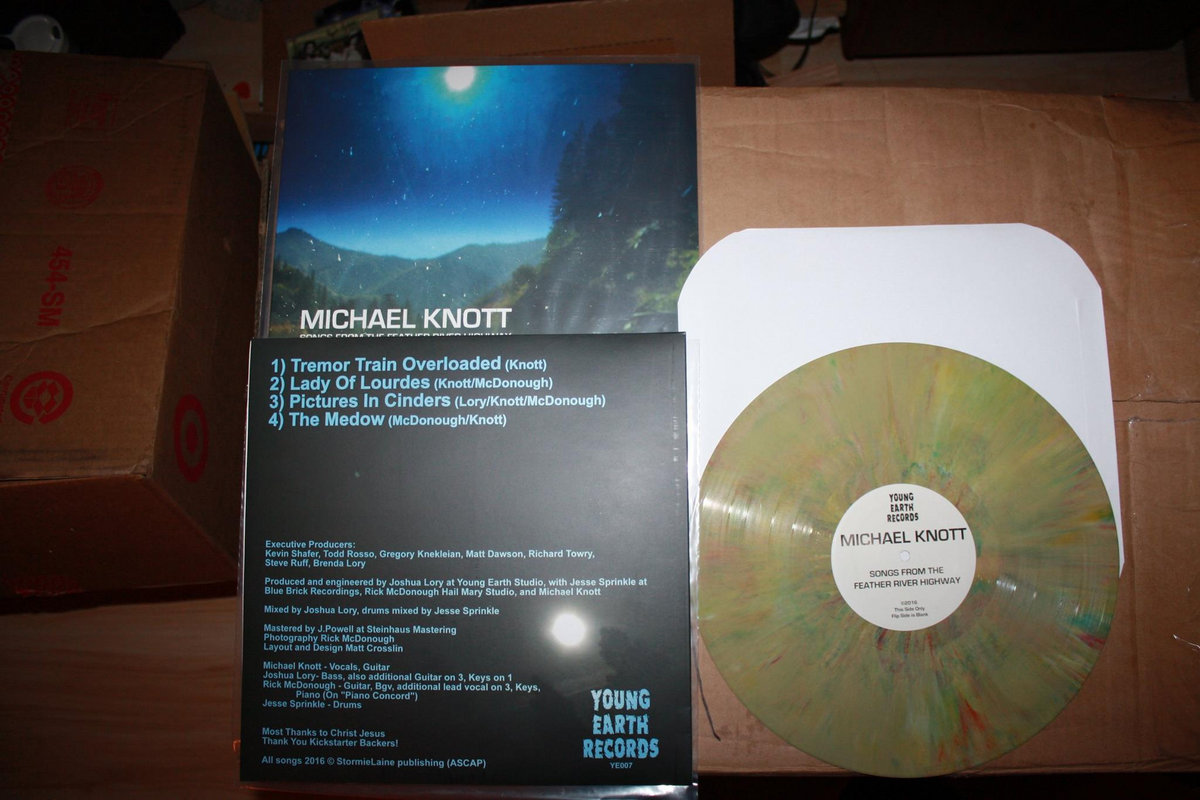 454-SM
MICHAEL KNOTT
SONGS FROM THE FEATHER RIVER HIGHWAY
1) Tremor Train Overloaded (Knott)
2) Lady Of Lourdes (Knott/McDonough)
3) Pictures In Cinders (Lory/Knott/McDonough)
4) The Medow (McDonough/Knott)
Executive Producers:
Kevin Shafer, Todd Rosso, Gregory Knekleian, Matt Dawson, Richard Towry,
Steve Ruff, Brenda Lory
Produced and engineered by Joshua Lory at Young Earth Studio, with Jesse Sprinkle at
Blue Brick Recordings, Rick McDonough Hail Mary Studio, and Michael Knott
Mixed by Joshua Lory, drums mixed by Jesse Sprinkle
Mastered by J.Powell at Steinhaus Mastering
Photography Rick McDonough
Layout and Design Matt Crosslin
Michael Knott - Vocals, Guitar
Joshua Lory- Bass, also additional Guitar on 3, Keys on 1
Rick McDonough - Guitar, Bgv, additional lead vocal on 3, Keys,
Piano (On "Piano Concord")
Jesse Sprinkle - Drums
Most Thanks to Christ Jesus
Thank You Kickstarter Backers!
All songs 2016 © StormieLaine publishing (ASCAP)
YOUNG
EARTH
RECORDS
YE007
YOUNG
EARTH
RECORDS
MICHAEL KNOTT
SONGS FROM THE
FEATHER RIVER HIGHWAY
©2016
This Side Only
Flip Side is Blank